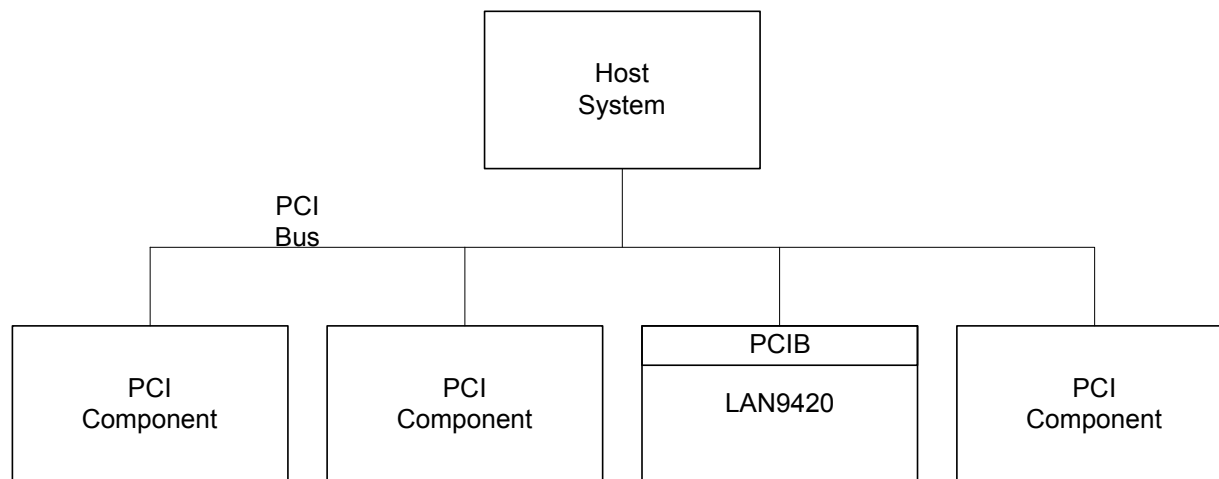 Host
System
PCI
Bus
PCI
Component
PCI
Component
PCIB
LAN9420
PCI
Component